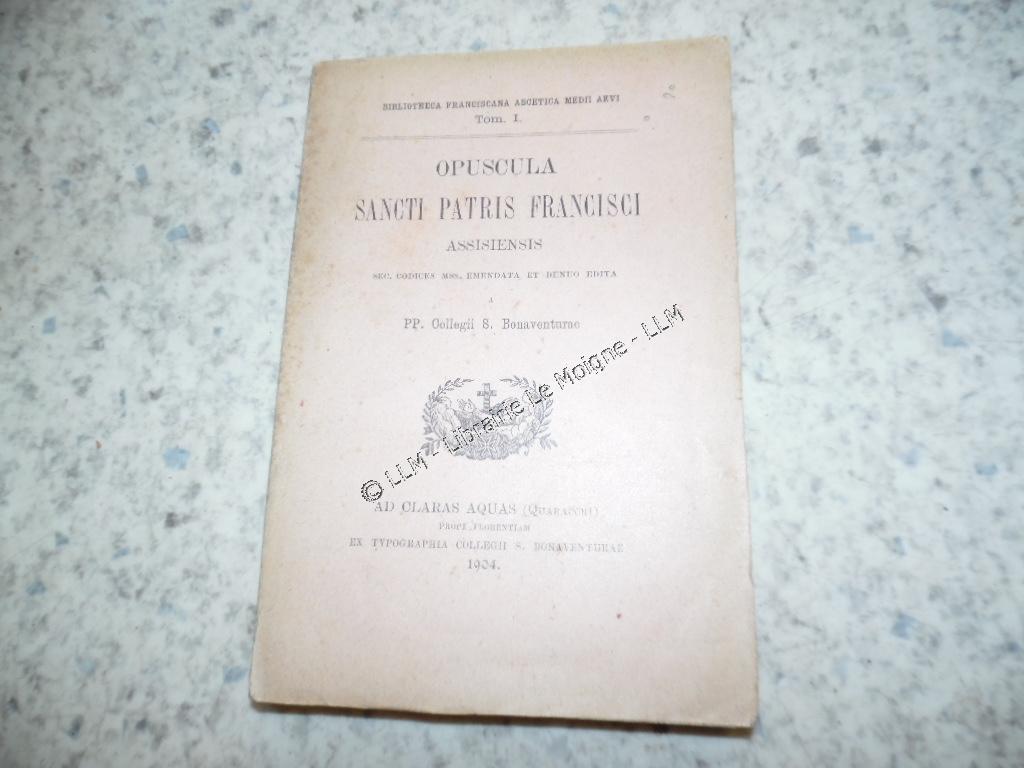 BIBLIOTHECA FRANCISCANA ASCETICA MEDII AEVI
Tom. I.
OPUSCULA
SANCTI PATRIS FRANCISCI
ASSISIENSIS
SEC. CODICES MSS. EMENDATA ET DENUO EDITA
A
PP. Collegii S. Bonaventurae
© LLM - Librairie Le Moigne - LLM
AD CLARAS AQUAS (QUARACCHI)
PROPE FLORENTIAM
EX TYPOGRAPHIA COLLEGII S. BONAVENTURAE
1904.